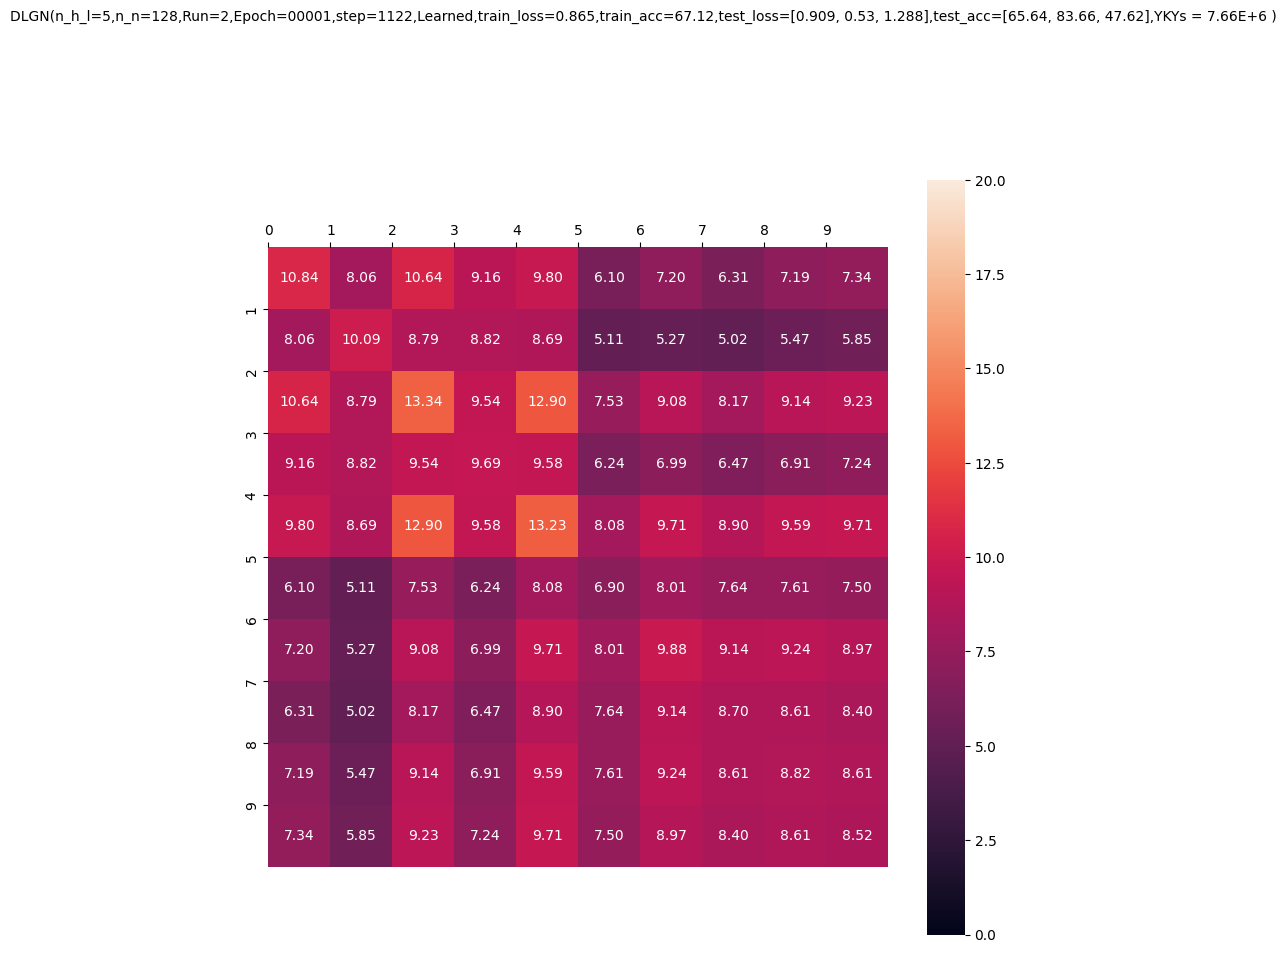 DLGN(n_h_l=5,n_n=128,Run=2,Epoch=00001,step=1122,Learned,train_loss=0.865,train_acc=67.12,test_loss=[0.909, 0.53, 1.288],test_acc=[65.64, 83.66, 47.62],YKYs = 7.66E+6 )
0 1 2 3 4 5 6 7 8 9
10.84 8.06 10.64 9.16 9.80 6.10 7.20 6.31 7.19 7.34
1
8.06 10.09 8.79 8.82 8.69 5.11 5.27 5.02 5.47 5.85
2
10.64 8.79 13.34 9.54 12.90 7.53 9.08 8.17 9.14 9.23
3
9.16 8.82 9.54 9.69 9.58 6.24 6.99 6.47 6.91 7.24
4
9.80 8.69 12.90 9.58 13.23 8.08 9.71 8.90 9.59 9.71
5
6.10 5.11 7.53 6.24 8.08 6.90 8.01 7.64 7.61 7.50
6
7.20 5.27 9.08 6.99 9.71 8.01 9.88 9.14 9.24 8.97
7
6.31 5.02 8.17 6.47 8.90 7.64 9.14 8.70 8.61 8.40
8
7.19 5.47 9.14 6.91 9.59 7.61 9.24 8.61 8.82 8.61
9
7.34 5.85 9.23 7.24 9.71 7.50 8.97 8.40 8.61 8.52
20.0
17.5
15.0
12.5
10.0
7.5
5.0
2.5
0.0